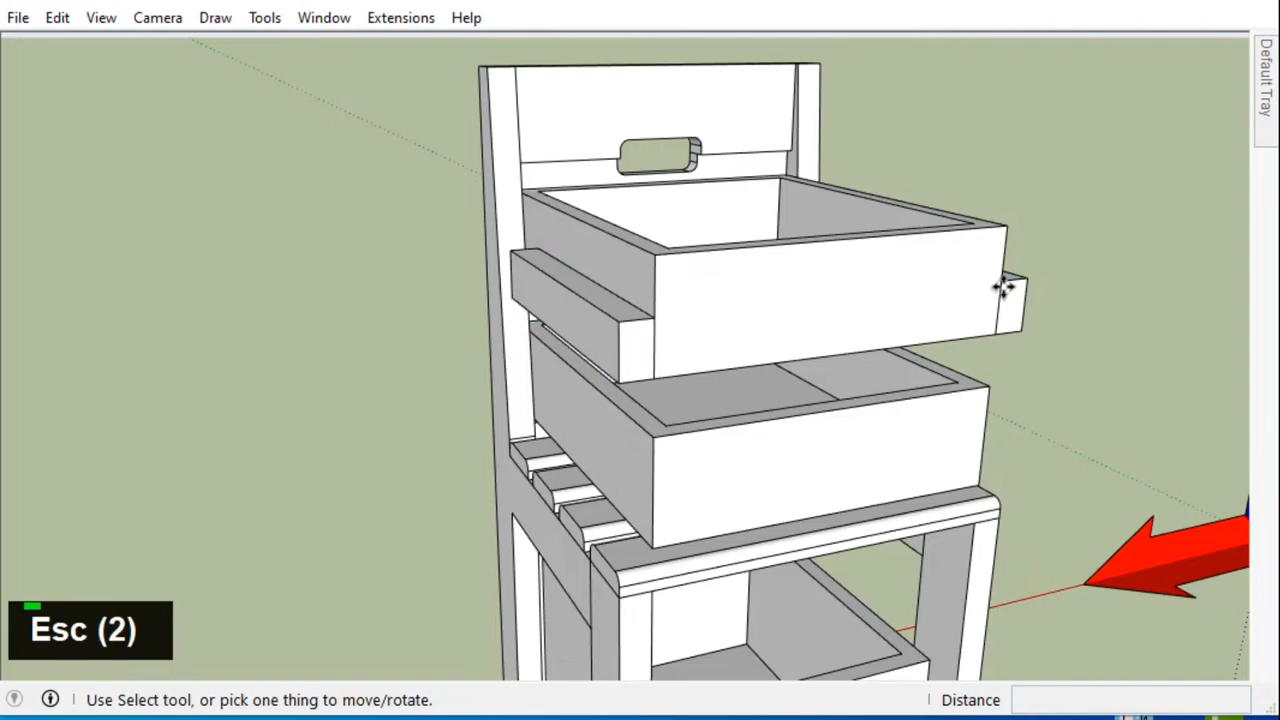 File Edit View Camera Draw Tools Window Extensions Help
Default Tray
Esc (2)
Use Select tool, or pick one thing to move/rotate.
Distance